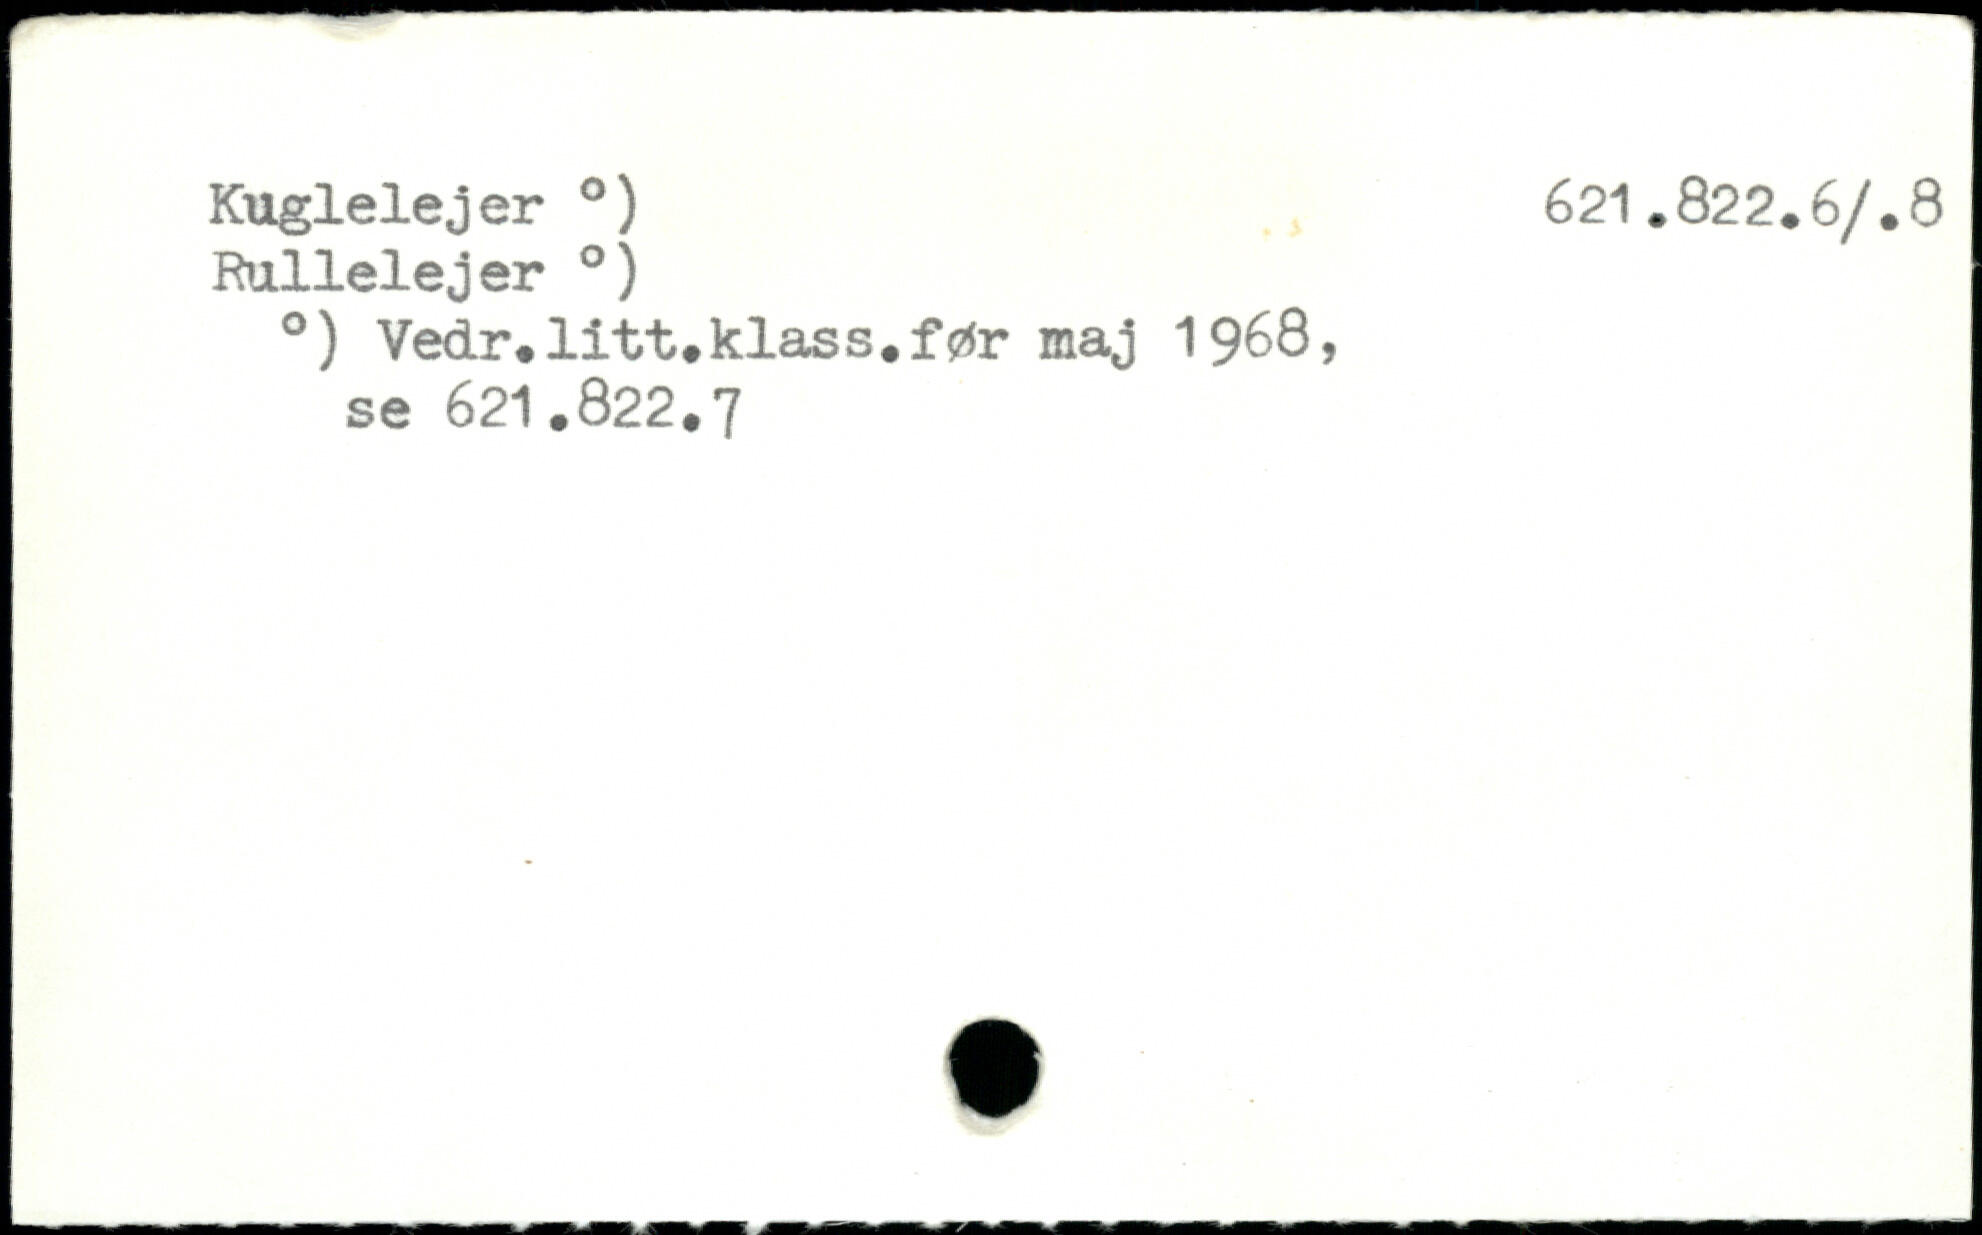 Kuglelejer °) 621.822.6/.8
Rullelejer °)
°) Vedr.litt.klass.før maj 1968,
se 621.822.7